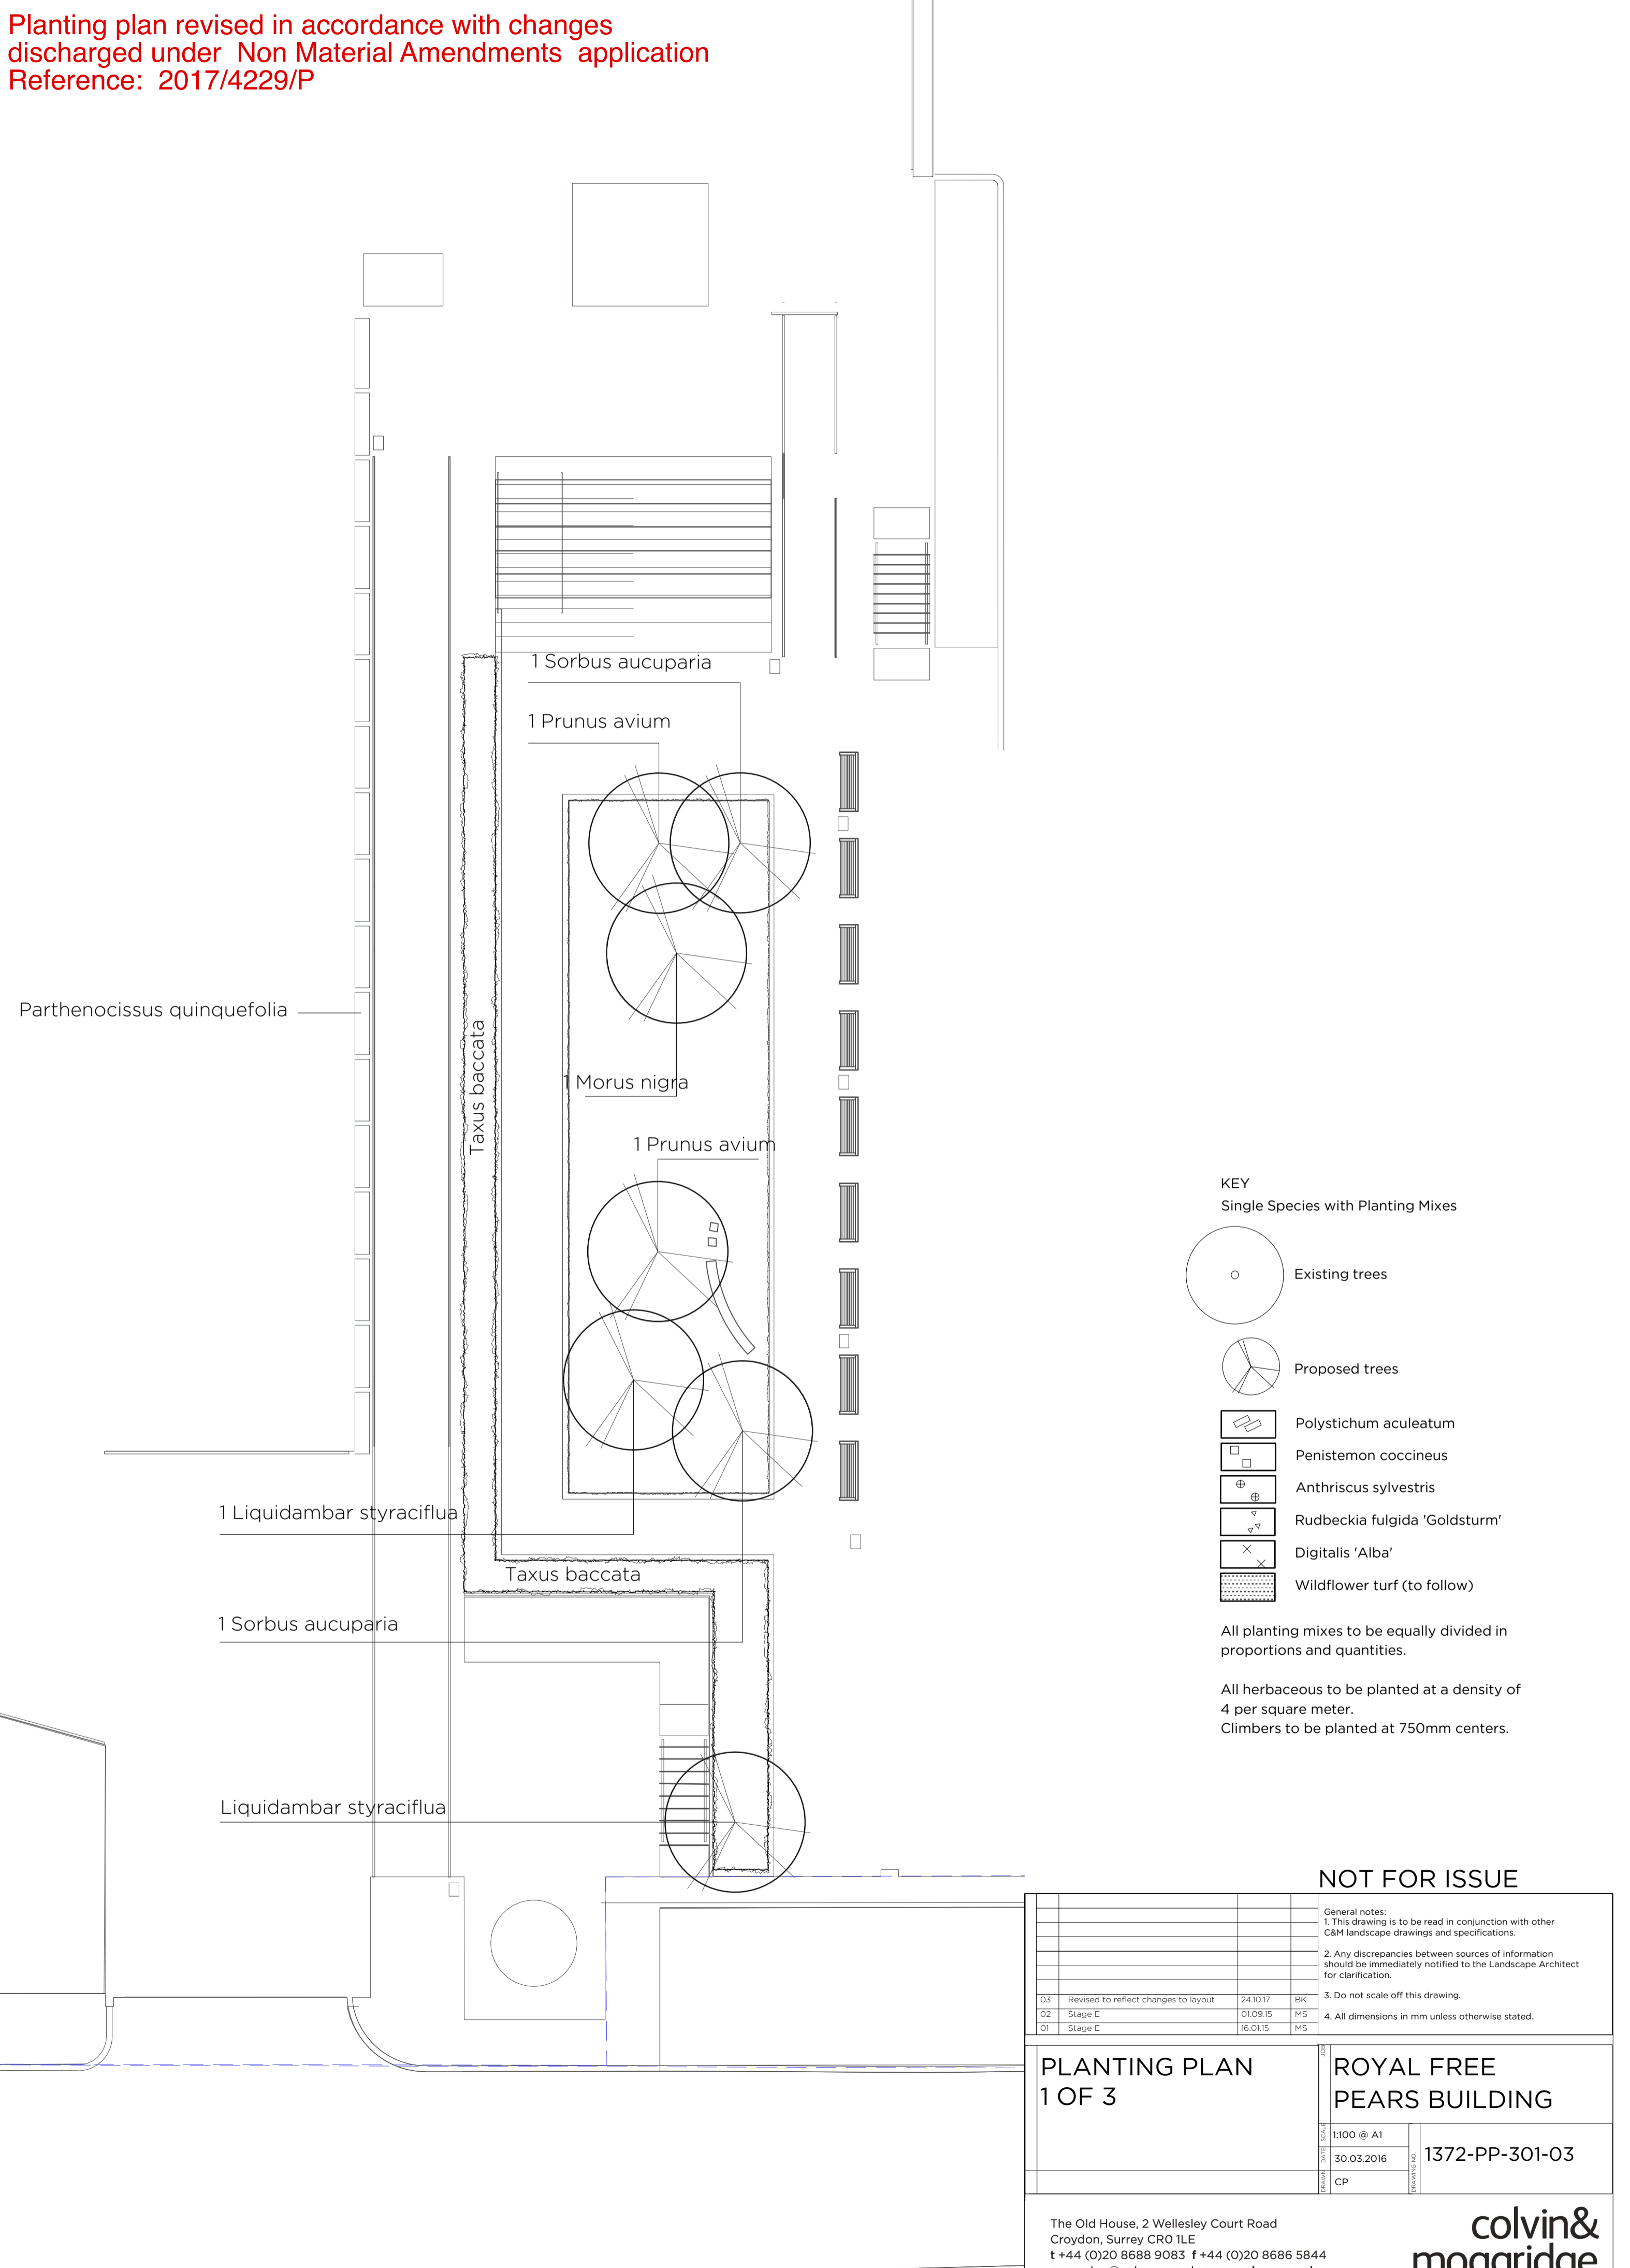 Planting plan revised in accordance with changes
discharged under Non Material Amendments application
Reference: 2017/4229/P
1 Sorbus aucuparia
1 Prunus avium
Parthenocissus quinquefolia
Taxus baccata
1 Morus nigra
1 Prunus avium
1 Liquidambar styraciflua
Taxus baccata
1 Sorbus aucuparia
Liquidambar styraciflua
KEY
Single Species with Planting Mixes
Existing trees
Proposed trees
Polystichum aculeatum
Penistemon coccineus
Anthriscus sylvestris
Rudbeckia fulgida 'Goldsturm'
Digitalis 'Alba'
Wildflower turf (to follow)
All planting mixes to be equally divided in
proportions and quantities.
All herbaceous to be planted at a density of
4 per square meter.
Climbers to be planted at 750mm centers.
NOT FOR ISSUE
General notes:
1. This drawing is to be read in conjunction with other
C&M landscape drawings and specifications.
2. Any discrepancies between sources of information
should be immediately notified to the Landscape Architect
for clarification.
3. Do not scale off this drawing.
4. All dimensions in mm unless otherwise stated.
03 Revised to reflect changes to layout 24.10.17 BK
02 Stage E 01.09.15 MS
01 Stage E 16.01.15 MS
PLANTING PLAN
1 OF 3
JOB
ROYAL FREE
PEARS BUILDING
SCALE
1:100 @ A1
DATE
30.03.2016
DRAWN
CP
DRAWING NO.
1372-PP-301-03
The Old House, 2 Wellesley Court Road
Croydon, Surrey CR0 1LE
t +44 (0)20 8688 9083 f +44 (0)20 8686 5844
colvin&
moggridge